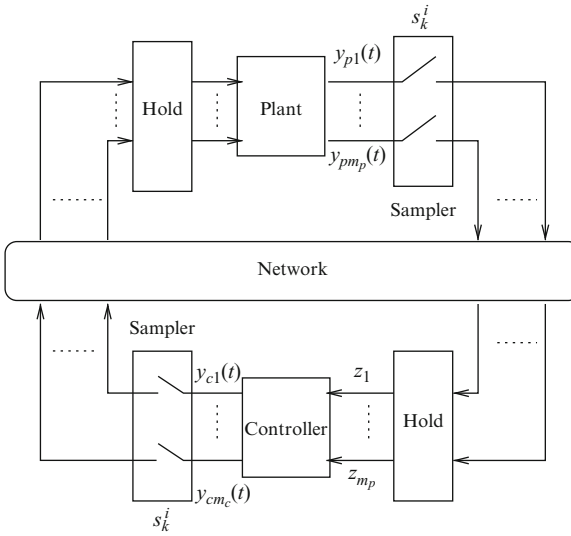 s_k^i
y_{p1}(t)
Hold
Plant
y_{pm_p}(t)
Sampler
Network
Sampler
y_{c1}(t)
z_1
Controller
Hold
y_{cm_c}(t)
z_{m_p}
s_k^i